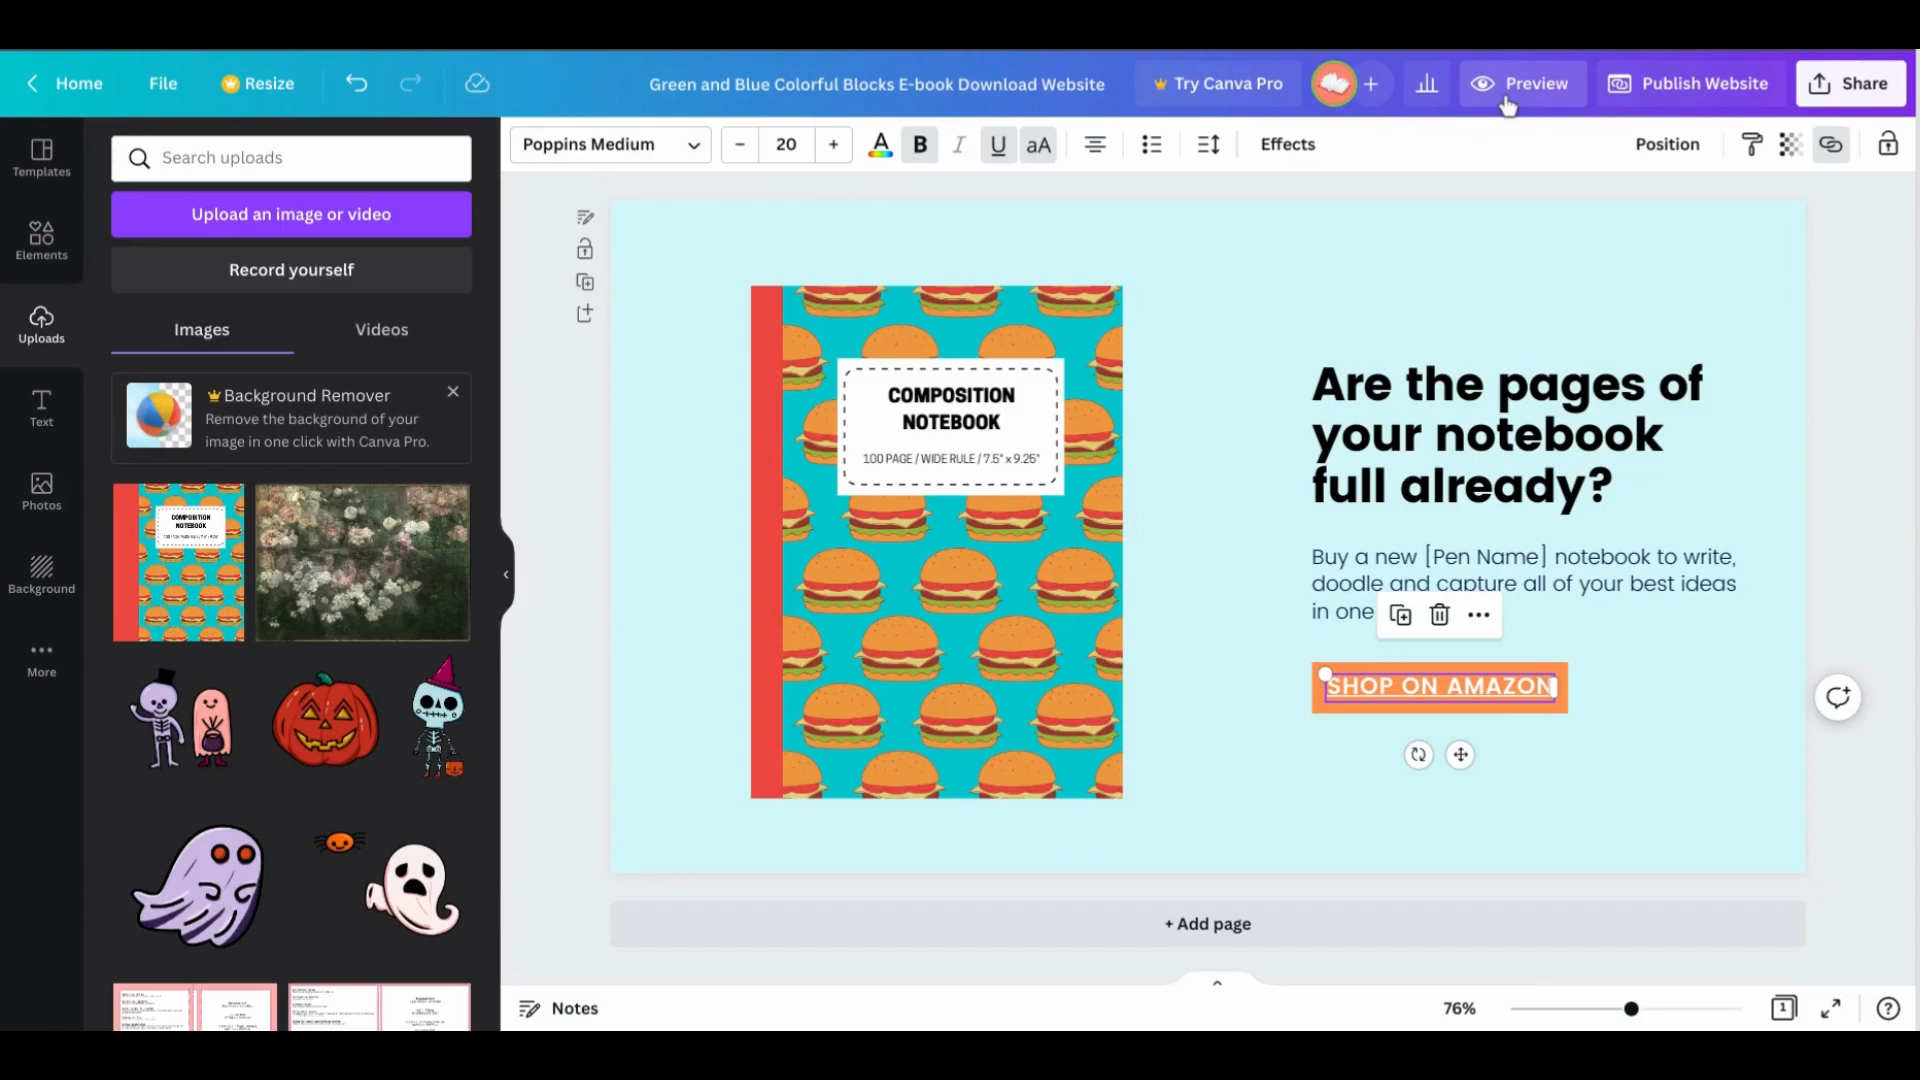 Home
File
Resize
Green and Blue Colorful Blocks E-book Download Website
Try Canva Pro
Preview
Publish Website
Share
Poppins Medium
20
A
B
I
U
aA
Effects
Position
Templates
Elements
Uploads
Text
Photos
Background
More
Search uploads
Upload an image or video
Record yourself
Images
Videos
Background Remover
Remove the background of your
image in one click with Canva Pro.
COMPOSITION
NOTEBOOK
COMPOSITION
NOTEBOOK
100 PAGE / WIDE RULE / 7.5" x 9.25"
Are the pages of
your notebook
full already?
Buy a new [Pen Name] notebook to write,
doodle and capture all of your best ideas
in one
SHOP ON AMAZON
+ Add page
Notes
76%
1